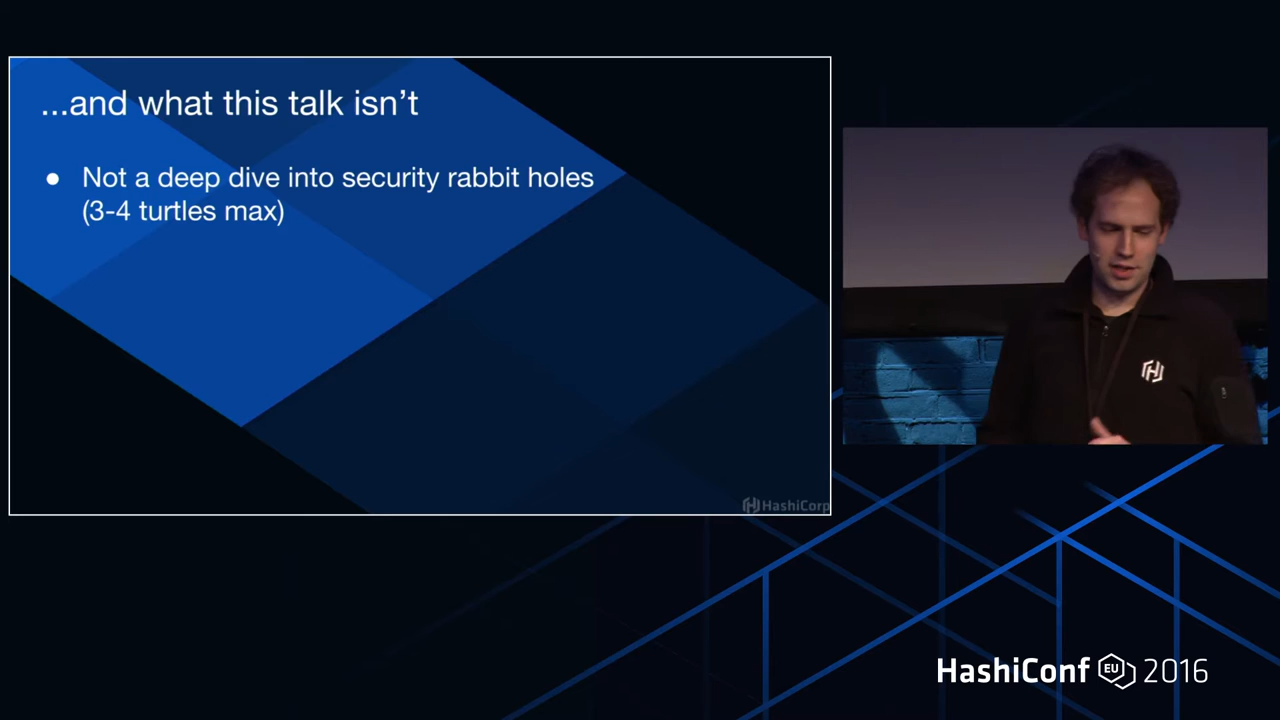 ...and what this talk isn't
● Not a deep dive into security rabbit holes
(3-4 turtles max)
HashiCorp
HashiConf EU 2016